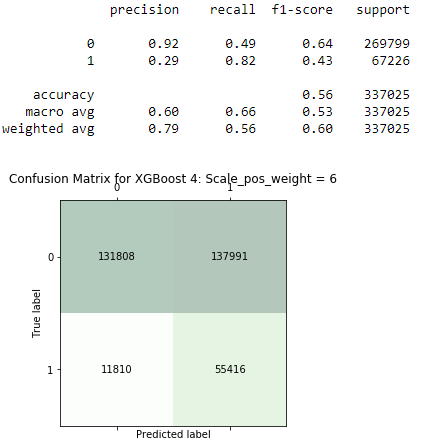 precision recall f1-score support
0 0.92 0.49 0.64 269799
1 0.29 0.82 0.43 67226
accuracy 0.56 337025
macro avg 0.60 0.66 0.53 337025
weighted avg 0.79 0.56 0.60 337025
Confusion Matrix for XGBoost 4: Scale_pos_weight = 6
0 1
0 131808 137991
True label
1 11810 55416
Predicted label